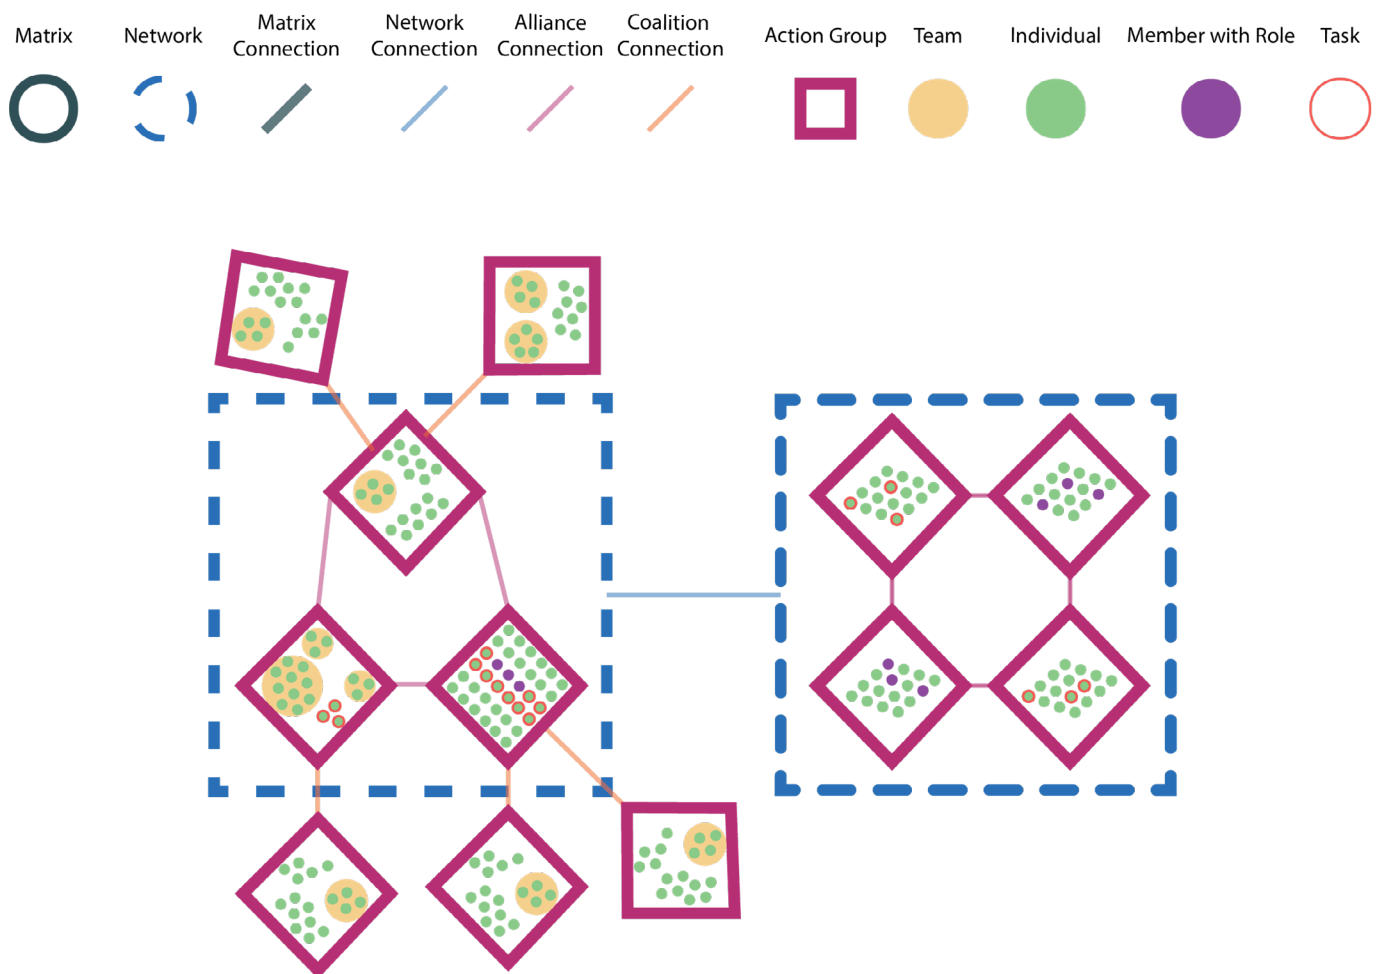 Matrix
Network
Matrix
Connection
Network
Connection
Alliance
Connection
Coalition
Connection
Action Group
Team
Individual
Member with Role
Task